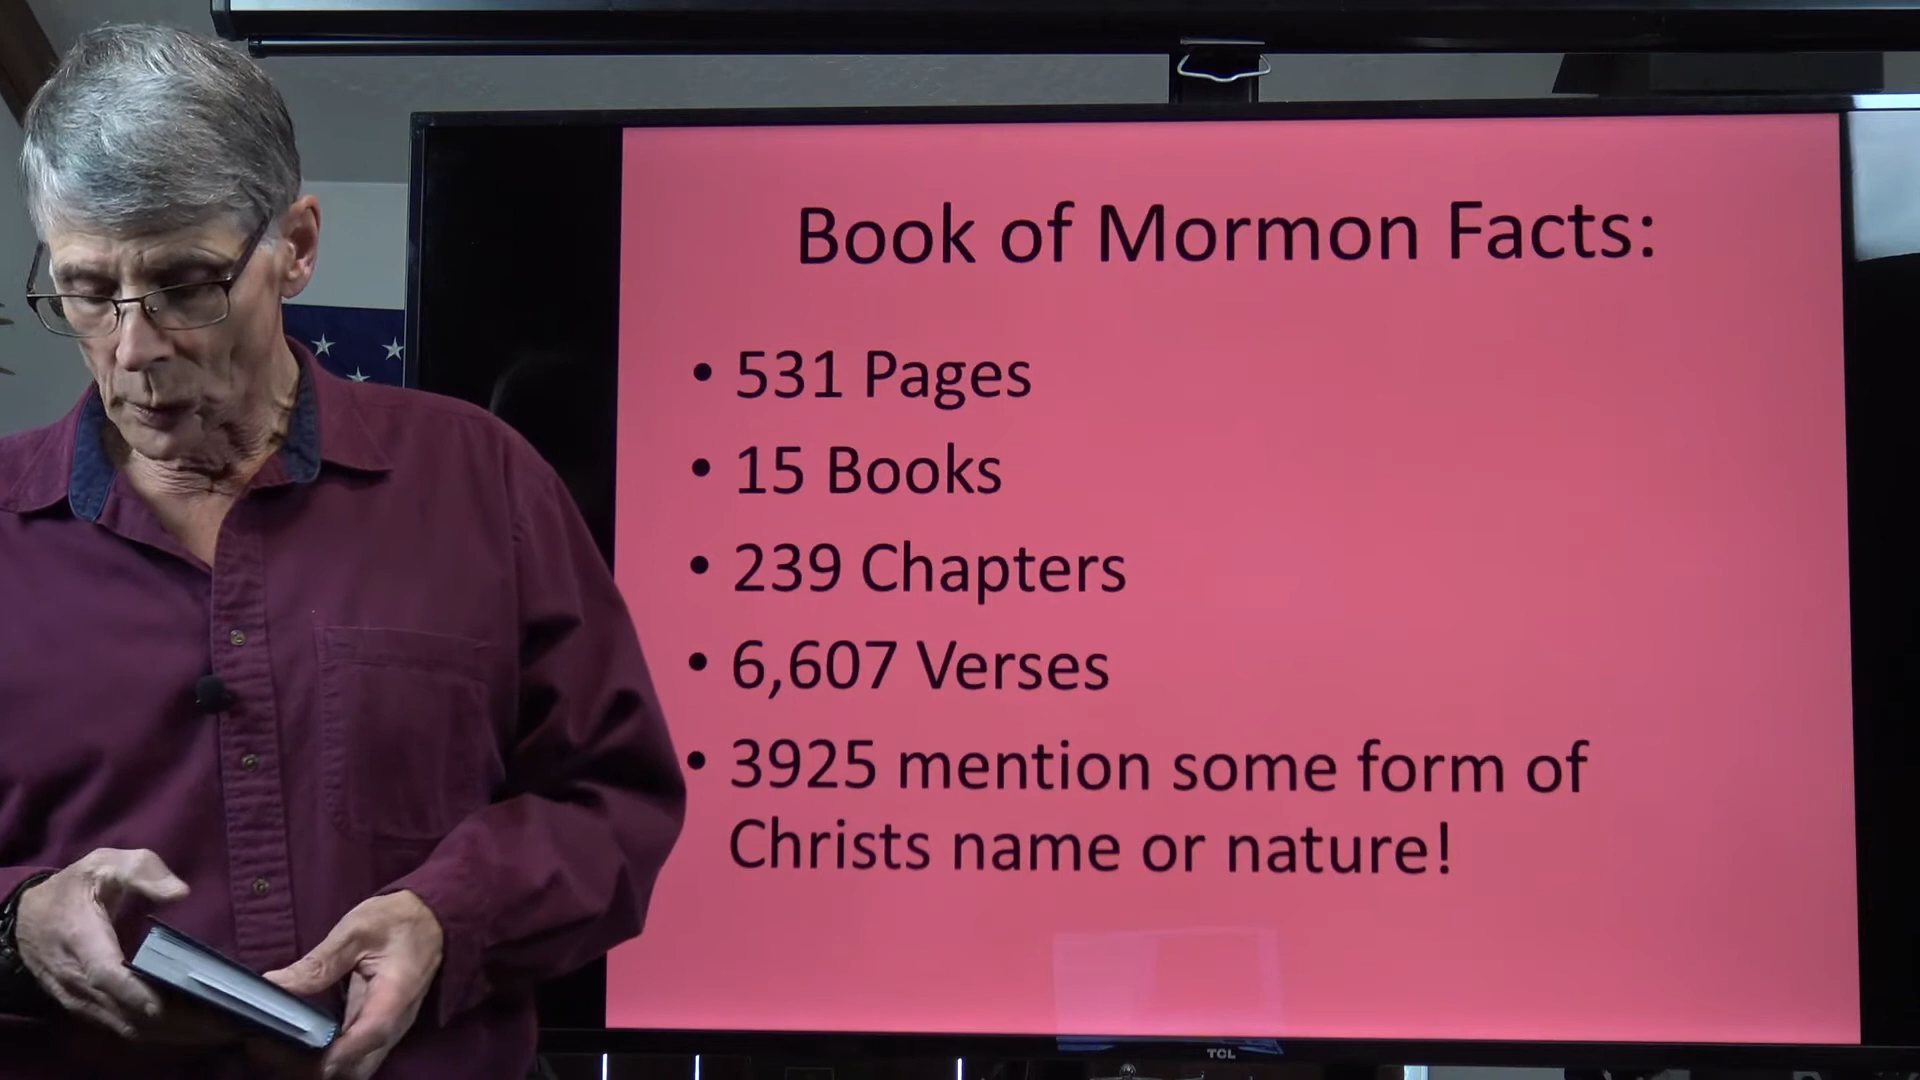 Book of Mormon Facts:
• 531 Pages
• 15 Books
• 239 Chapters
• 6,607 Verses
• 3925 mention some form of
Christs name or nature!
TCL